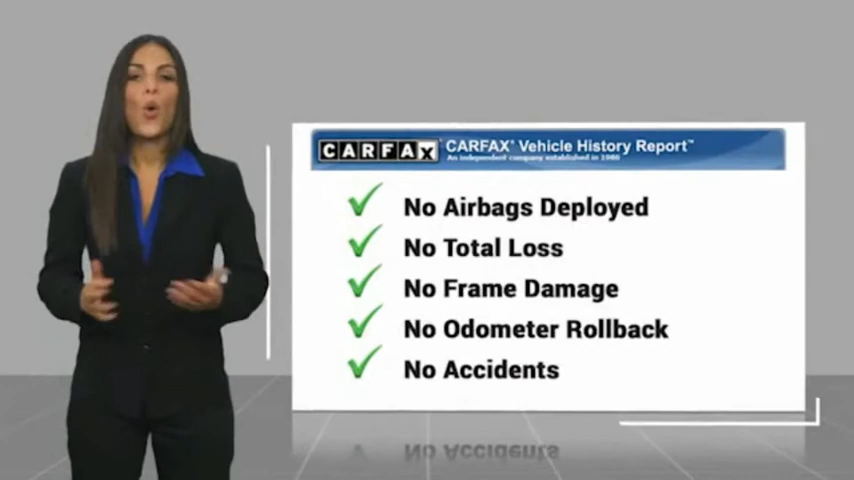 CARFAX CARFAX® Vehicle History Report™
An independent company established in 1986
No Airbags Deployed
No Total Loss
No Frame Damage
No Odometer Rollback
No Accidents
No Accidents